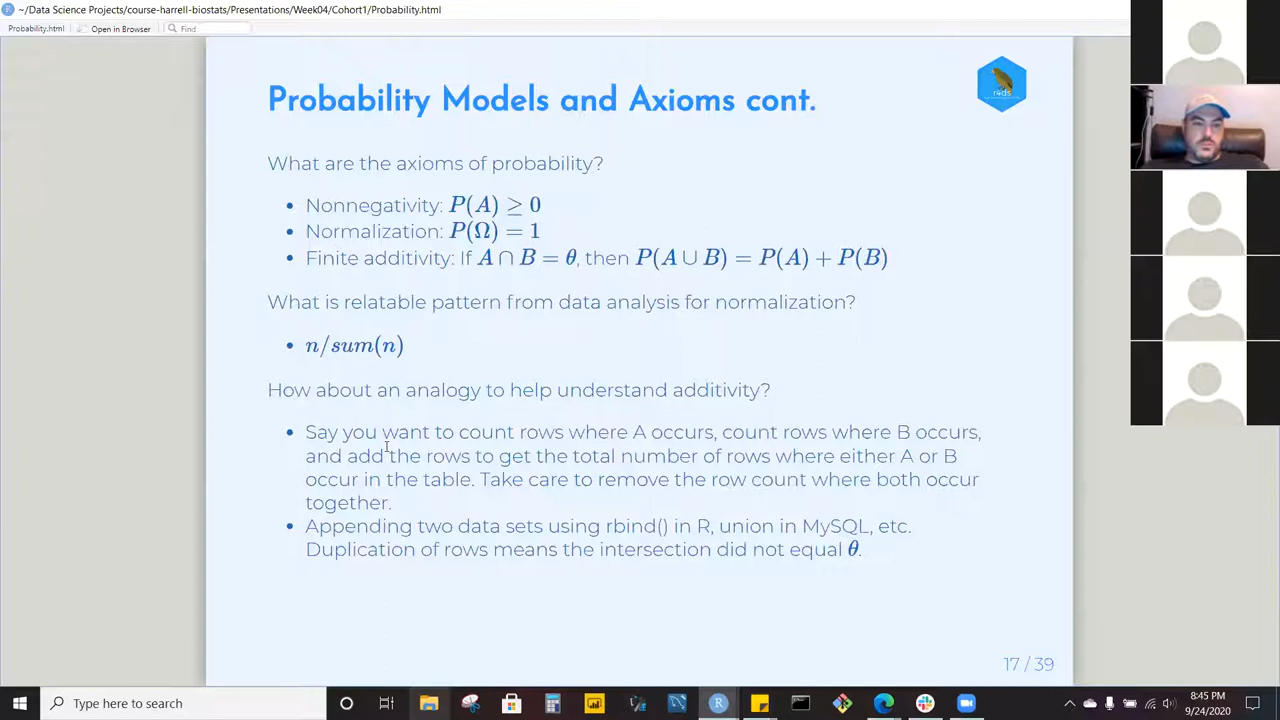 ~/Data Science Projects/course-harrell-biostats/Presentations/Week04/Cohort1/Probability.html
Probability.html
Open in Browser
Find
Probability Models and Axioms cont.
r4ds
What are the axioms of probability?
• Nonnegativity: P(A) ≥ 0
• Normalization: P(Ω) = 1
• Finite additivity: If A ∩ B = θ, then P(A ∪ B) = P(A) + P(B)
What is relatable pattern from data analysis for normalization?
• n/sum(n)
How about an analogy to help understand additivity?
• Say you want to count rows where A occurs, count rows where B occurs,
and add the rows to get the total number of rows where either A or B
occur in the table. Take care to remove the row count where both occur
together.
• Appending two data sets using rbind() in R, union in MySQL, etc.
Duplication of rows means the intersection did not equal θ.
17 / 39
Type here to search
8:45 PM
9/24/2020